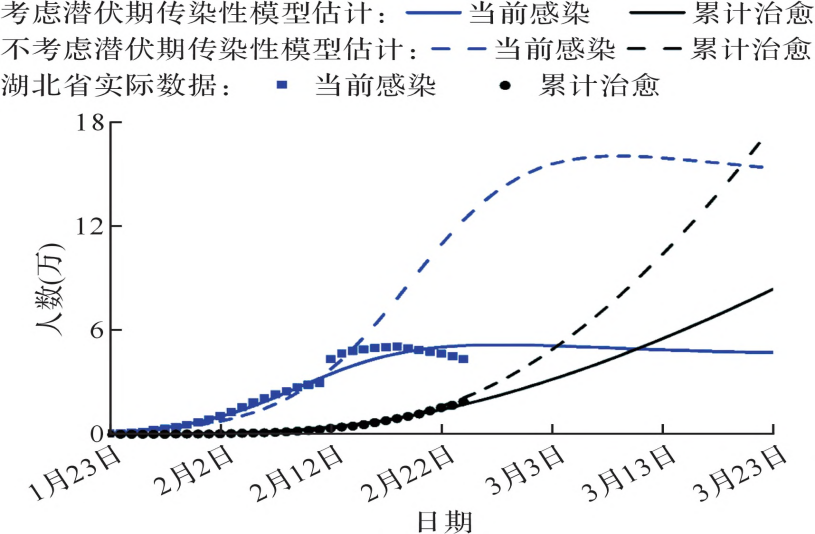 考虑潜伏期传染性模型估计： 当前感染 累计治愈
不考虑潜伏期传染性模型估计： 当前感染 累计治愈
湖北省实际数据： 当前感染 累计治愈
18
12
6
0
人数(万)
1月23日 2月2日 2月12日 2月22日 3月3日 3月13日 3月23日
日期